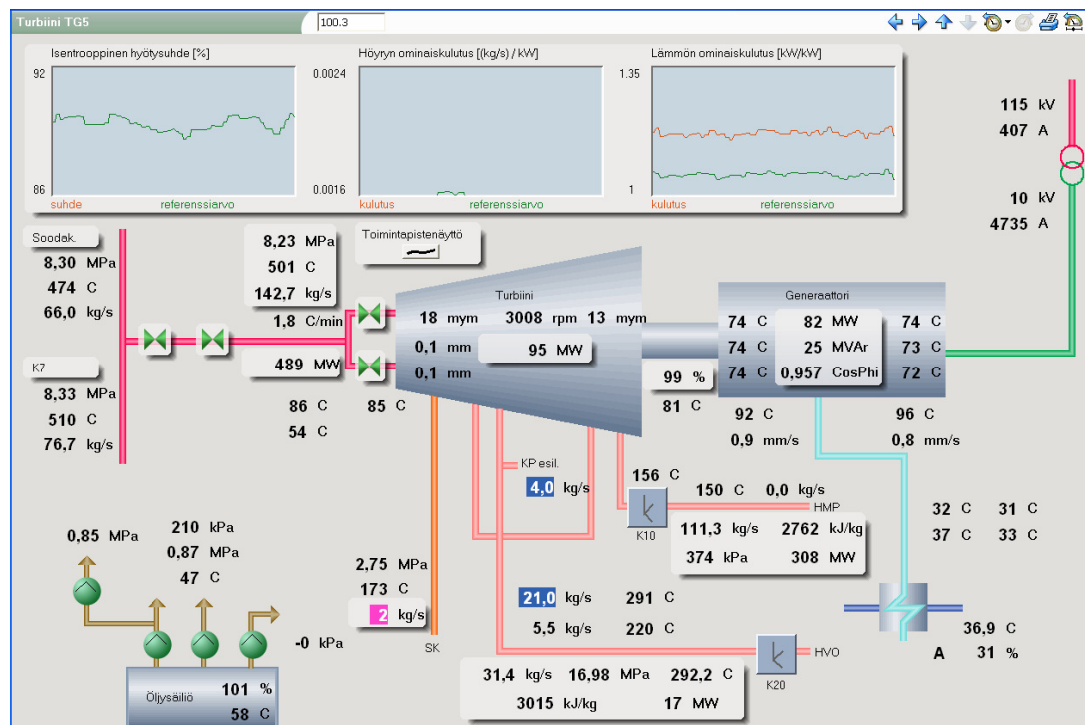 Turbiini TG5
100.3
Isentrooppinen hyötysuhde [%]
92
86
suhde
referenssiarvo
Höyryn ominaiskulutus [(kg/s) / kW]
0.0024
0.0016
kulutus
referenssiarvo
Lämmön ominaiskulutus [kW/kW]
1.35
1
kulutus
referenssiarvo
115 kV
407 A
10 kV
4735 A
Soodak.
8,30 MPa
474 C
66,0 kg/s
8,23 MPa
501 C
142,7 kg/s
1,8 C/min
489 MW
Toimintapistenäyttö
K7
8,33 MPa
510 C
76,7 kg/s
86 C
54 C
85 C
Turbiini
18 mym
3008 rpm
13 mym
0,1 mm
95 MW
0,1 mm
99 %
81 C
Generaattori
74 C
82 MW
74 C
74 C
25 MVAr
73 C
74 C
0,957 CosPhi
72 C
92 C
96 C
0,9 mm/s
0,8 mm/s
KP esil.
4,0 kg/s
156 C
150 C
0,0 kg/s
HMP
K10
111,3 kg/s
2762 kJ/kg
374 kPa
308 MW
32 C
31 C
37 C
33 C
36,9 C
A
31 %
0,85 MPa
210 kPa
0,87 MPa
47 C
-0 kPa
Öljysäiliö
101 %
58 C
2,75 MPa
173 C
2 kg/s
SK
21,0 kg/s
291 C
5,5 kg/s
220 C
HVO
K20
31,4 kg/s
16,98 MPa
292,2 C
3015 kJ/kg
17 MW